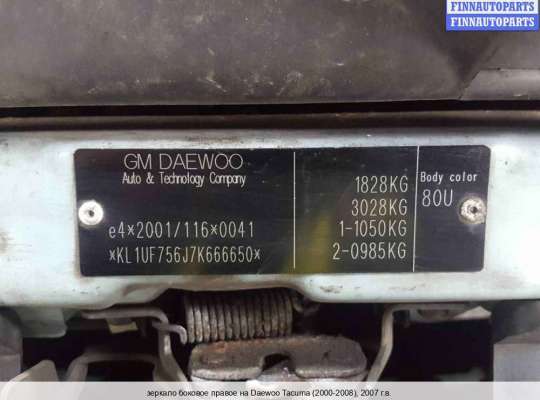 FINNAUTOPARTS
FINNAUTOPARTS
GM DAEWOO
Auto & Technology Company
e4*2001/116*0041
*KL1UF756J7K666650*
1828KG
3028KG
1-1050KG
2-0985KG
Body color
80U
зеркало боковое правое на Daewoo Tacuma (2000-2008), 2007 г.в.